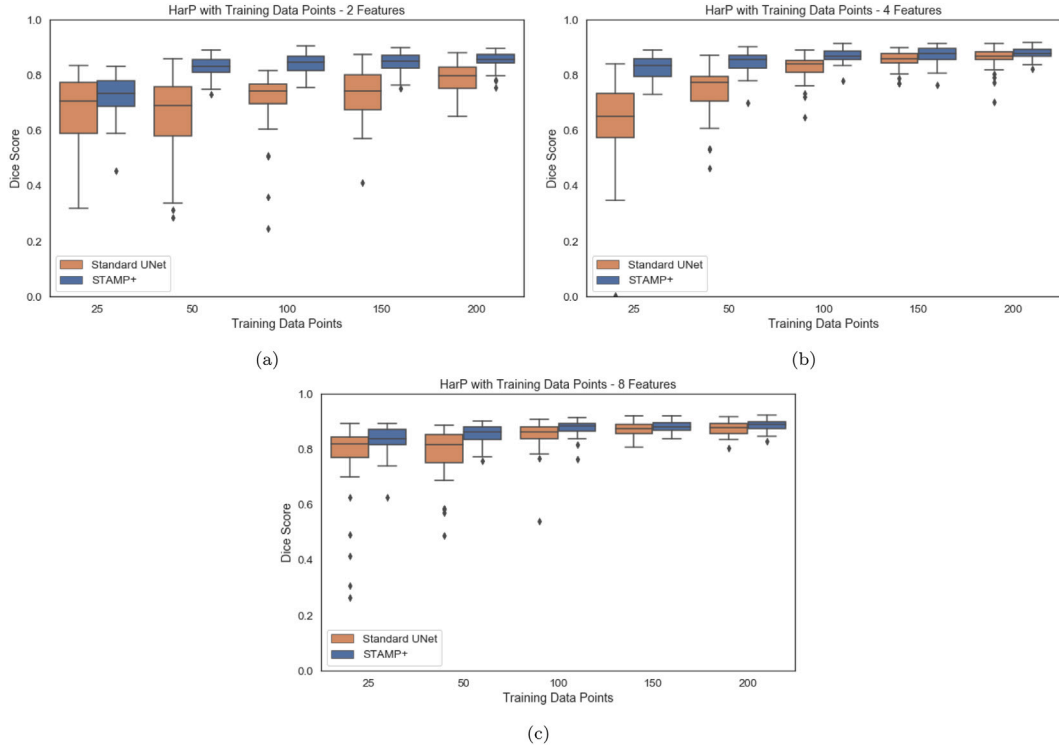 HarP with Training Data Points - 2 Features
1.0
0.8
0.6
0.4
0.2
0.0
Dice Score
Standard UNet
STAMP+
25 50 100 150 200
Training Data Points
(a)
HarP with Training Data Points - 4 Features
1.0
0.8
0.6
0.4
0.2
0.0
Dice Score
Standard UNet
STAMP+
25 50 100 150 200
Training Data Points
(b)
HarP with Training Data Points - 8 Features
1.0
0.8
0.6
0.4
0.2
0.0
Dice Score
Standard UNet
STAMP+
25 50 100 150 200
Training Data Points
(c)